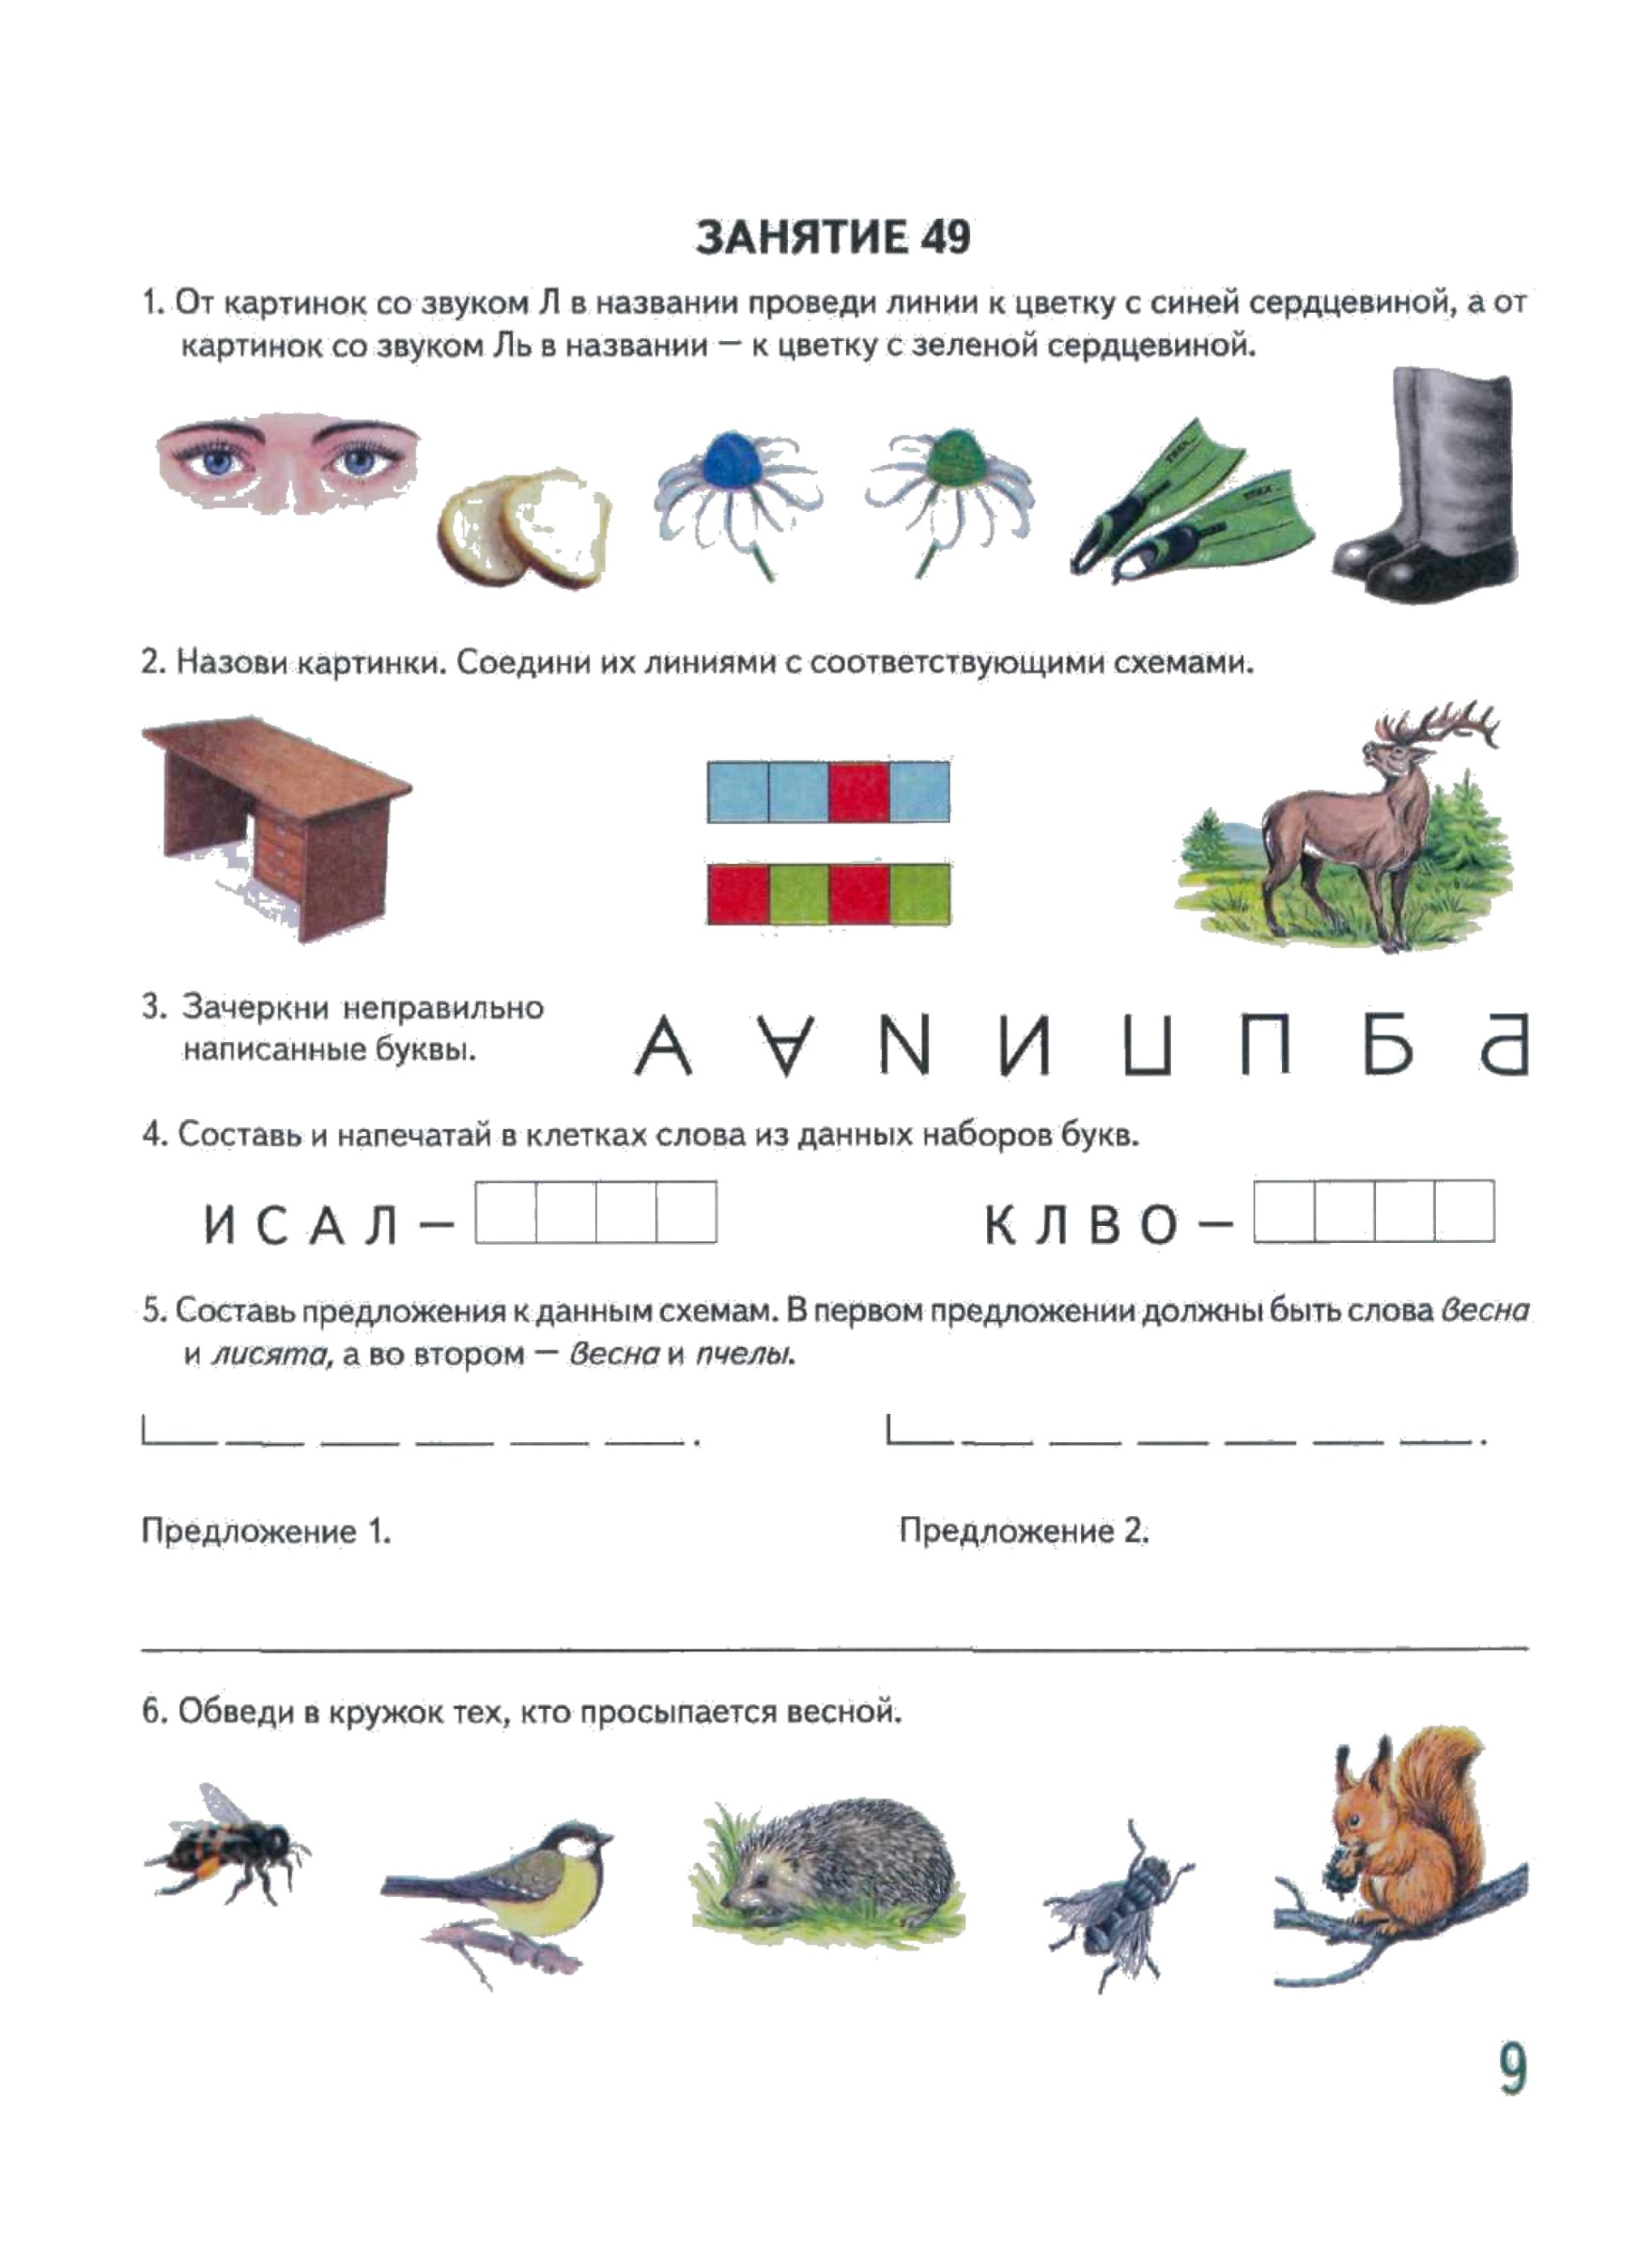 ЗАНЯТИЕ 49
1. От картинок со звуком Л в названии проведи линии к цветку с синей сердцевиной, а от
картинок со звуком Ль в названии — к цветку с зеленой сердцевиной.
2. Назови картинки. Соедини их линиями с соответствующими схемами.
3. Зачеркни неправильно
написанные буквы.
4. Составь и напечатай в клетках слова из данных наборов букв.
И С А Л —
К Л В О —
5. Составь предложения к данным схемам. В первом предложении должны быть слова весна
и лисята, а во втором — весна и пчелы.
Предложение 1.
Предложение 2.
6. Обведи в кружок тех, кто просыпается весной.
9